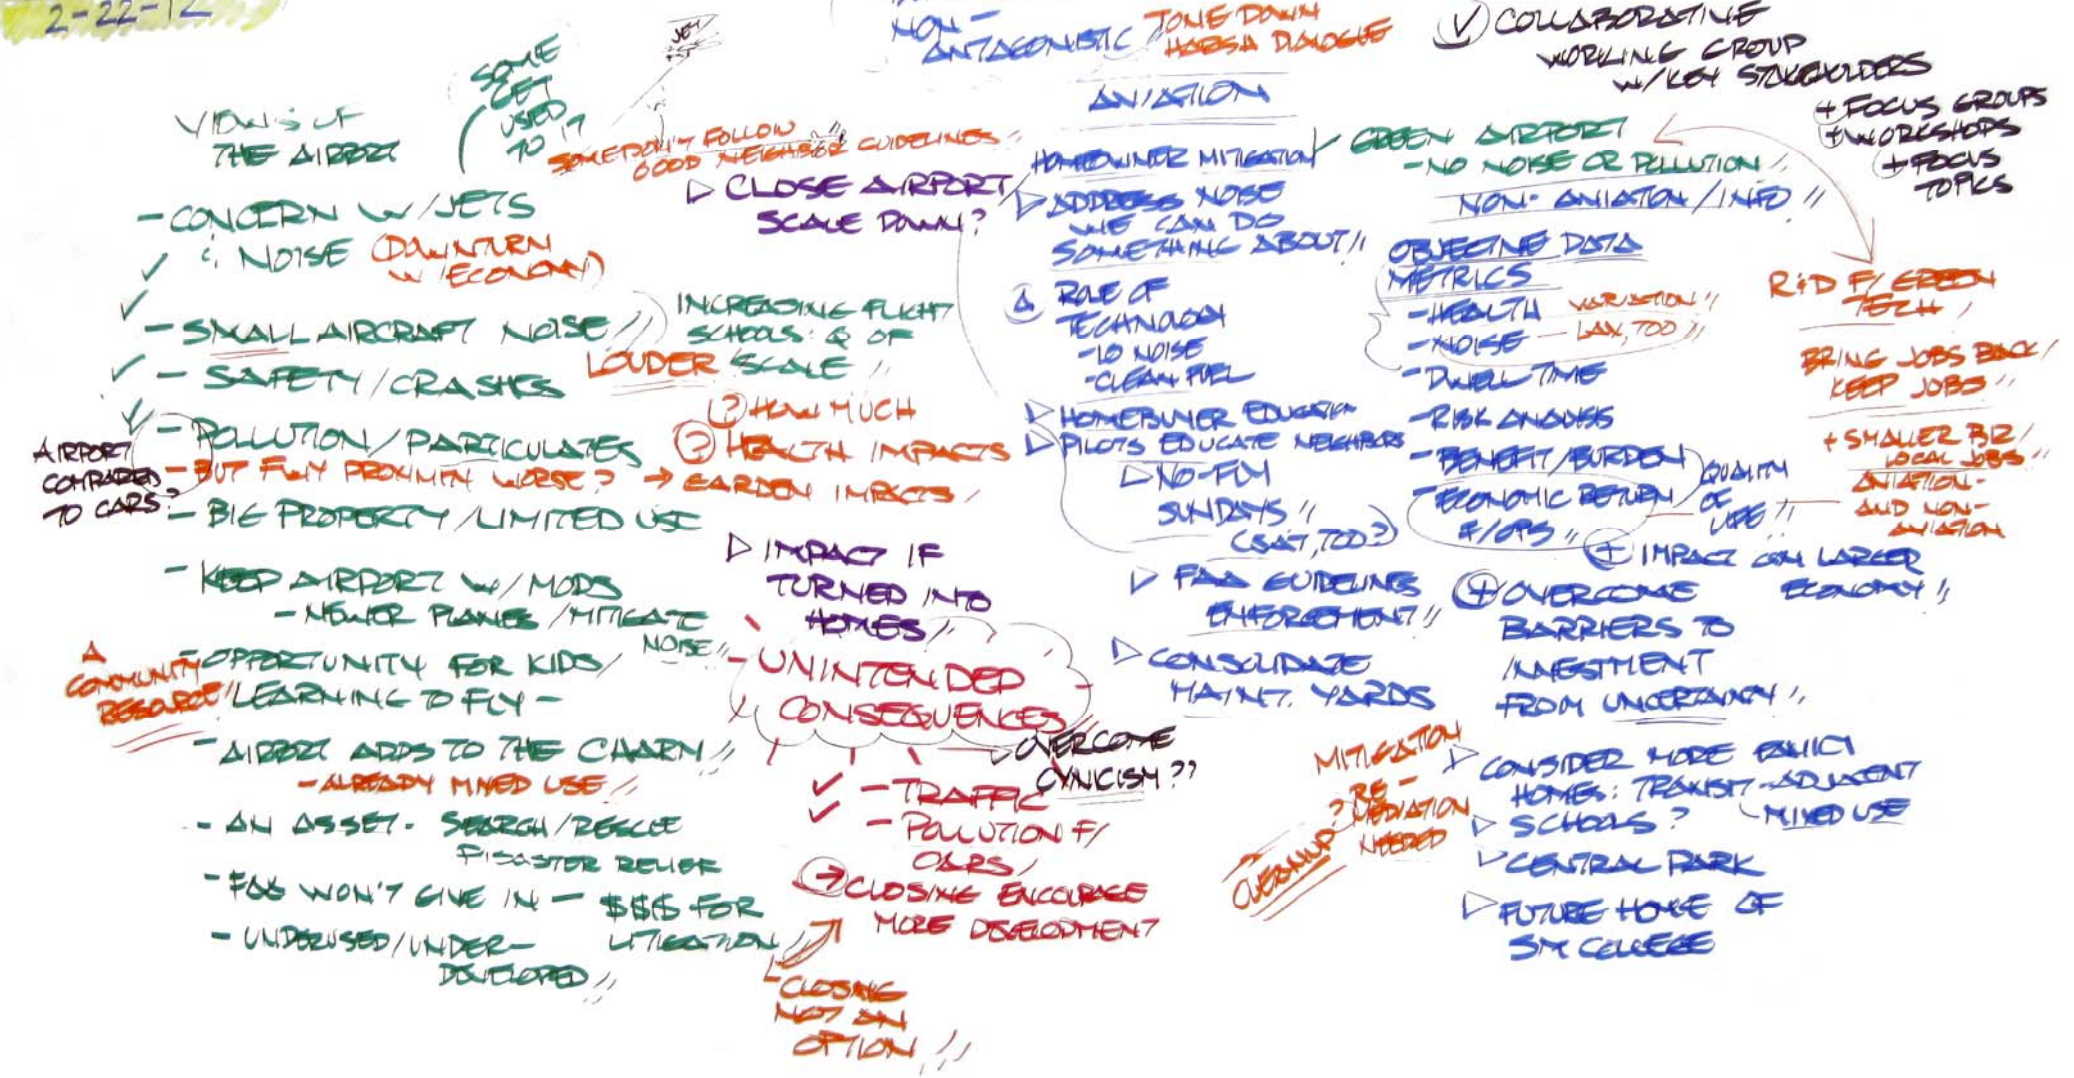 2-22-12
VIEWS OF
THE AIRPORT
SOME
GET
USED
TO IT
JET
SOME DON'T FOLLOW
GOOD NEIGHBOR GUIDELINES
- CONCERN W/JETS
& NOISE (DOWNTURN
W/ECONOMY)
- SMALL AIRCRAFT NOISE
INCREASING FLIGHT
SCHOOLS: Q OF
LOUDER SCALE
- SAFETY/CRASHES
- POLLUTION/PARTICULATES
AIRPORT
COMPARED
TO CARS?
- BUT FWY PROXIMITY WORSE?
(?) HOW MUCH
(?) HEALTH IMPACTS
→ GARDEN IMPACTS
- BIG PROPERTY/LIMITED USE
- KEEP AIRPORT W/MODS
- NEWER PLANES/MITIGATE
NOISE
A
COMMUNITY
RESOURCE
- OPPORTUNITY FOR KIDS/
LEARNING TO FLY -
- AIRPORT ADDS TO THE CHARM
- ALREADY MIXED USE
- AN ASSET - SEARCH/RESCUE
DISASTER RELIEF
- FAA WON'T GIVE IN - $$$ FOR
LITIGATION
- UNDERUSED/UNDER-
DEVELOPED
▷ CLOSE AIRPORT
SCALE DOWN?
▷ IMPACT IF
TURNED INTO
HOMES
- UNINTENDED
CONSEQUENCES
OVERCOME
CYNICISM??
✓ - TRAFFIC
✓ - POLLUTION F/
CARS
→ CLOSING ENCOURAGE
MORE DEVELOPMENT
CLOSING
NOT AN
OPTION
NON-
ANTAGONISTIC
TONE DOWN
HARSH DIALOGUE
AVIATION
HOMEOWNER MITIGATION
▷ ADDRESS NOISE
WE CAN DO
SOMETHING ABOUT
ROLE OF
TECHNOLOGY
- LO NOISE
- CLEAN FUEL
▷ HOMEBUYER EDUCATION
▷ PILOTS EDUCATE NEIGHBORS
▷ NO-FLY
SUNDAYS
(SAT, TOO?)
▷ FAA GUIDELINES
ENFORCEMENT
▷ CONSOLIDATE
MAINT. YARDS
✓ COLLABORATIVE
WORKING GROUP
W/KEY STAKEHOLDERS
+ FOCUS GROUPS
+ WORKSHOPS
+ FOCUS
TOPICS
GREEN AIRPORT
- NO NOISE OR POLLUTION
NON-AVIATION/INFO
OBJECTIVE DATA
METRICS
- HEALTH
- NOISE
VARIATION
LAX, TOO
- DWELL TIME
- RISK ANALYSIS
- BENEFIT/BURDEN
- ECONOMIC RETURN
F/OPS
QUALITY
OF
LIFE
+ IMPACT ON LARGER
ECONOMY
+ OVERCOME
BARRIERS TO
INVESTMENT
FROM UNCERTAINTY
R&D F/GREEN
TECH
BRING JOBS BACK/
KEEP JOBS
+ SMALLER BIZ/
LOCAL JOBS
AVIATION-
AND NON-
AVIATION
MITIGATION
? RE-
MEDIATION
NEEDED
CLEANUP
▷ CONSIDER MORE FAMILY
HOMES: TRANSIT-ADJACENT
- MIXED USE
▷ SCHOOLS?
▷ CENTRAL PARK
▷ FUTURE HOME OF
SM COLLEGE